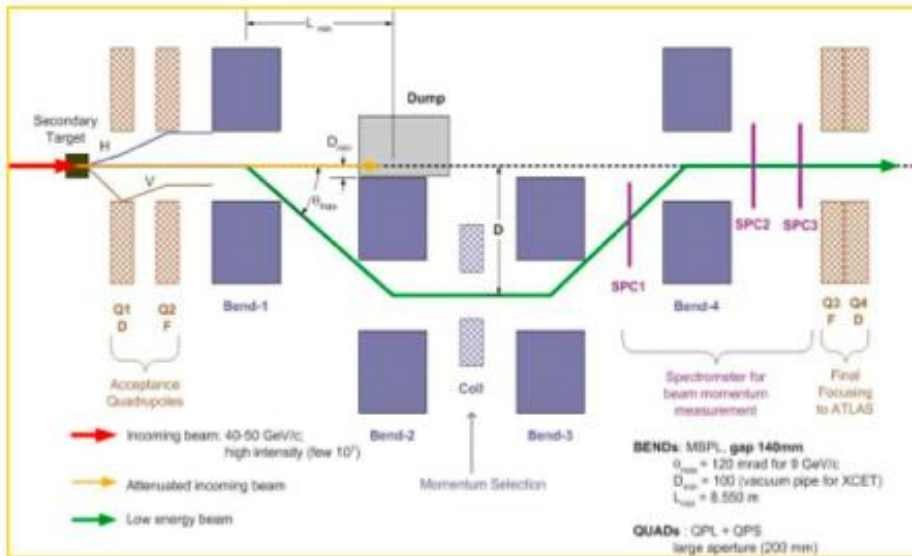 L min
Dump
Secondary
Target
H
V
D min
θmax
D
SPC1
SPC2
SPC3
Q1
D
Q2
F
Bend-1
Bend-4
Q3
F
Q4
D
Acceptance
Quadrupoles
Coll
Spectrometer for
beam momentum
measurement
Final
Focusing
to ATLAS
Bend-2
Bend-3
Incoming beam: 40-50 GeV/c;
high intensity (few 10⁷)
Attenuated incoming beam
Low energy beam
Momentum Selection
BENDs: MBPL, gap 140mm
θmax = 120 mrad for 9 GeV/c
Dmin = 100 (vacuum pipe for XCET)
= 8.550 m
QUADs : QPL + QPS
large aperture (200 mm)